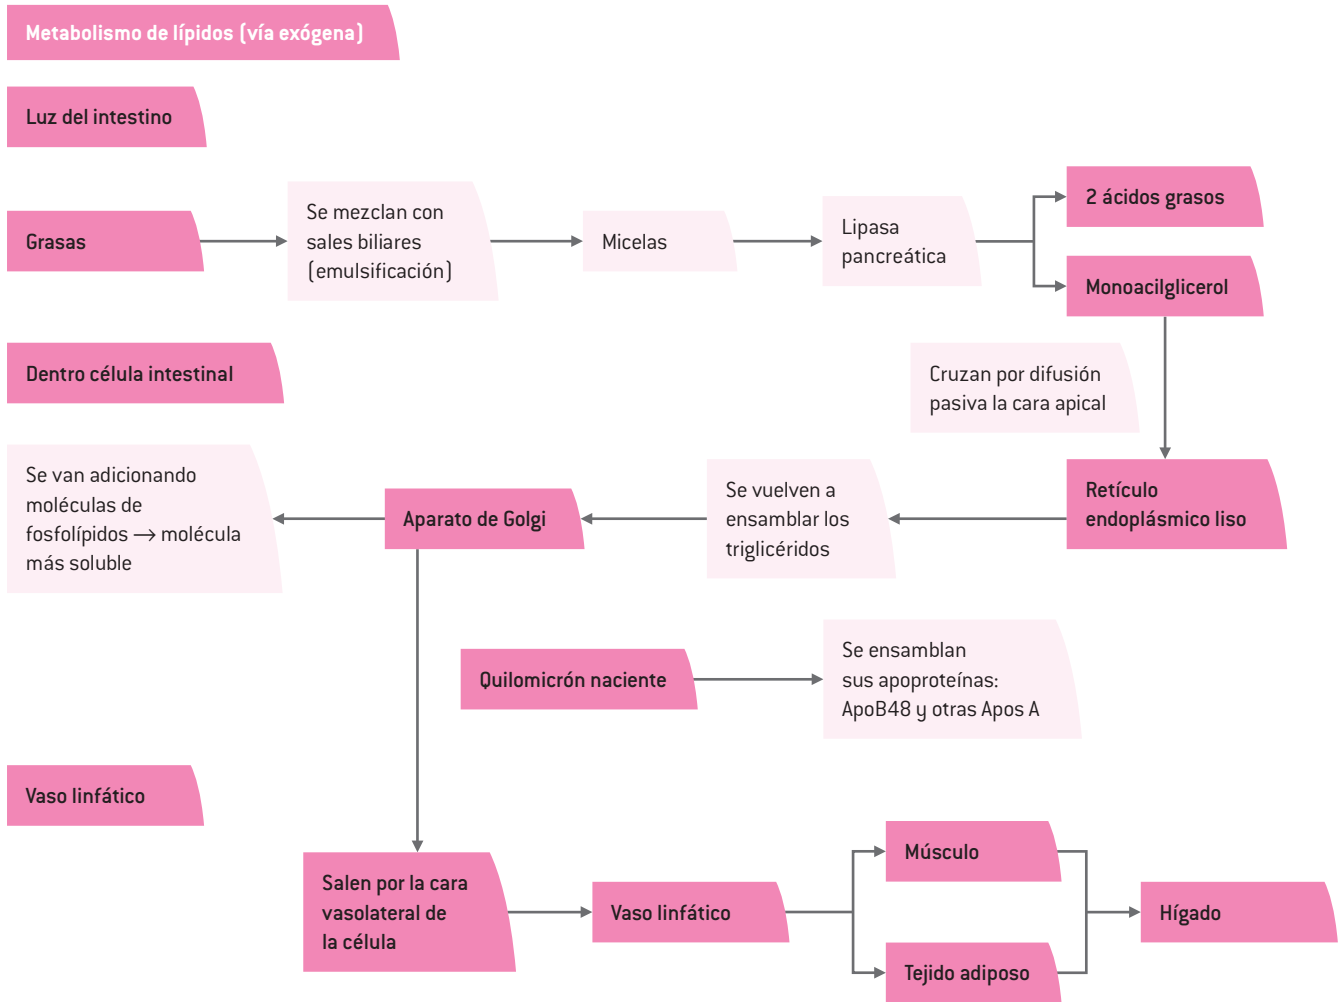 Metabolismo de lípidos (vía exógena)
Luz del intestino
Grasas
Se mezclan con
sales biliares
(emulsificación)
Micelas
Lipasa
pancreática
2 ácidos grasos
Monoacilglicerol
Dentro célula intestinal
Cruzan por difusión
pasiva la cara apical
Retículo
endoplásmico liso
Se vuelven a
ensamblar los
triglicéridos
Aparato de Golgi
Se van adicionando
moléculas de
fosfolípidos → molécula
más soluble
Quilomicrón naciente
Se ensamblan
sus apoproteínas:
ApoB48 y otras Apos A
Vaso linfático
Salen por la cara
vasolateral de
la célula
Vaso linfático
Músculo
Tejido adiposo
Hígado